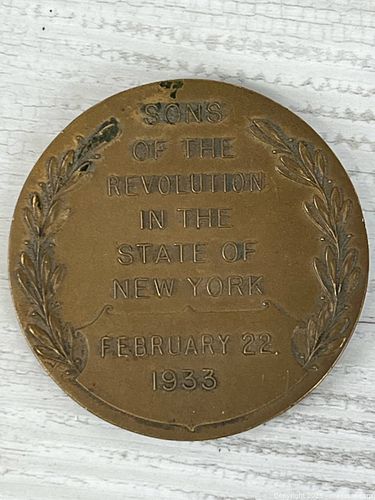 SONS
OF THE
REVOLUTION
IN THE
STATE OF
NEW YORK
FEBRUARY 22
1933